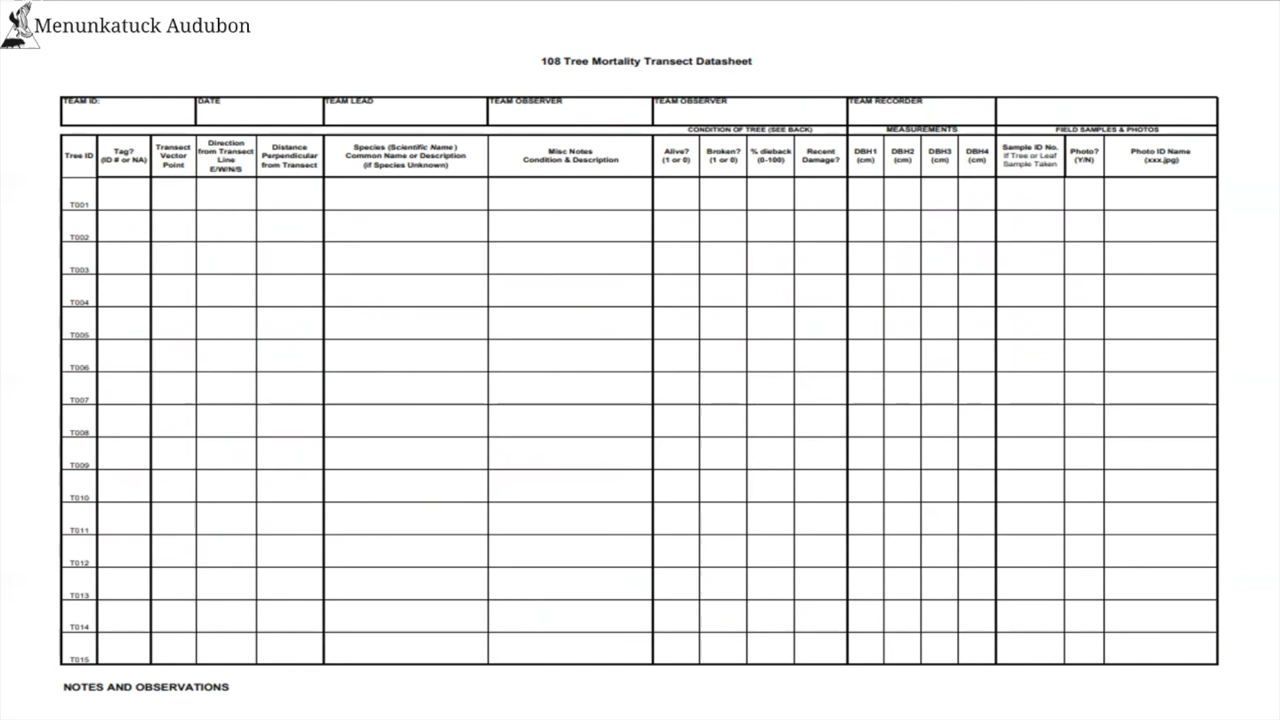 Menunkatuck Audubon
108 Tree Mortality Transect Datasheet
TEAM ID: DATE TEAM LEAD TEAM OBSERVER TEAM OBSERVER TEAM RECORDER
CONDITION OF TREE (SEE BACK) MEASUREMENTS FIELD SAMPLES & PHOTOS
Tree ID
Tag?
(ID # or NA)
Transect
Vector
Point
Direction
from Transect
Line
E/W/N/S
Distance
Perpendicular
from Transect
Species (Scientific Name)
Common Name or Description
(if Species Unknown)
Misc Notes
Condition & Description
Alive?
(1 or 0)
Broken?
(1 or 0)
% dieback
(0-100)
Recent
Damage?
DBH1
(cm)
DBH2
(cm)
DBH3
(cm)
DBH4
(cm)
Sample ID No.
If Tree or Leaf
Sample Taken
Photo?
(Y/N)
Photo ID Name
(xxx.jpg)
T001
T002
T003
T004
T005
T006
T007
T008
T009
T010
T011
T012
T013
T014
T015
NOTES AND OBSERVATIONS